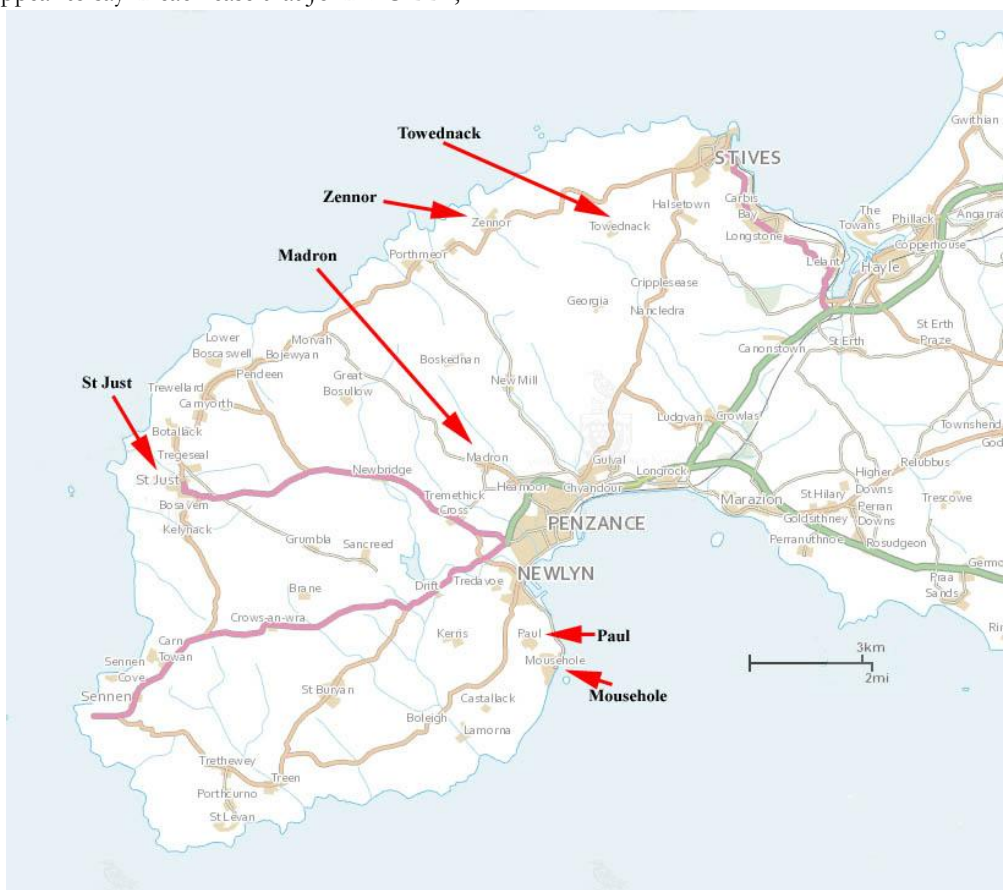 Towednack
Zennor
Madron
St Just
Paul
Mousehole
ST IVES
Gwithian
Carbis
Bay
Halsetown
Longstone
Lelant
The
Towans
Phillack
Angarrac
Copperhouse
Hayle
Zennor
Towednack
Porthmeor
Cripplesease
Georgia
Nancledra
St Erth
Praze
St Erth
Canonstown
Lower
Boscaswell
Morvah
Bojewyan
Pendeen
Boskednan
New Mill
Great
Bosullow
Trewellard
Carnyorth
Botallack
Tregeseal
St Just
Bosavern
Kelynack
Ludgvan
Crowlas
Townshend
God
Relubbus
Madron
Gulval
Longrock
Heamoor
Chyandour
Newbridge
Tremethick
Cross
PENZANCE
Marazion
St Hilary
Higher
Downs
Perran
Downs
Trescowe
Goldsithney
Perranuthnoe
Rosudgeon
Germo
Praa
Sands
Rin
Grumbla
Sancreed
NEWLYN
Drift
Tredavoe
Brane
Crows-an-wra
Kerris
Paul
Mousehole
Carn
Towan
Sennen
Cove
Sennen
St Buryan
Castallack
Boleigh
Lamorna
Trethewey
Treen
Porthcurno
St Levan
3km
2mi